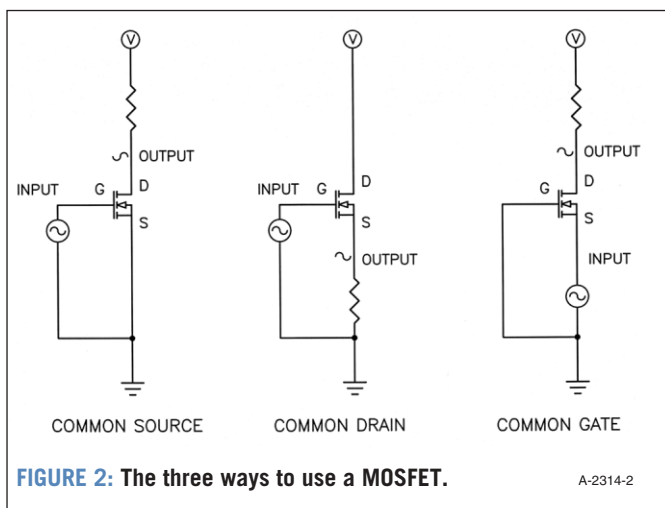 V
V
V
OUTPUT
G
D
INPUT
S
INPUT
G
D
S
OUTPUT
OUTPUT
G
D
S
INPUT
COMMON SOURCE
COMMON DRAIN
COMMON GATE
FIGURE 2: The three ways to use a MOSFET.
A-2314-2